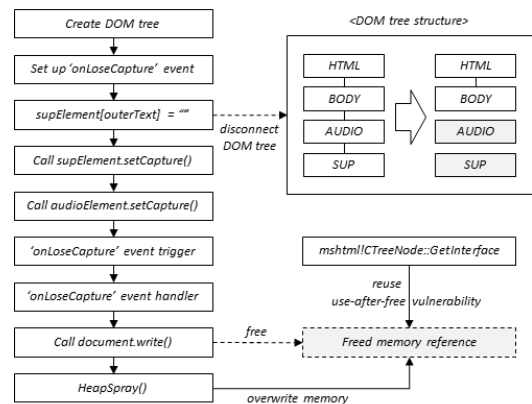 Create DOM tree
Set up ‘onLoseCapture’ event
supElement[outerText] = “”
Call supElement.setCapture()
Call audioElement.setCapture()
‘onLoseCapture’ event trigger
‘onLoseCapture’ event handler
Call document.write()
HeapSpray()
disconnect
DOM tree
<DOM tree structure>
HTML
BODY
AUDIO
SUP
HTML
BODY
AUDIO
SUP
mshtml!CTreeNode::GetInterface
reuse
use-after-free vulnerability
free
Freed memory reference
overwrite memory